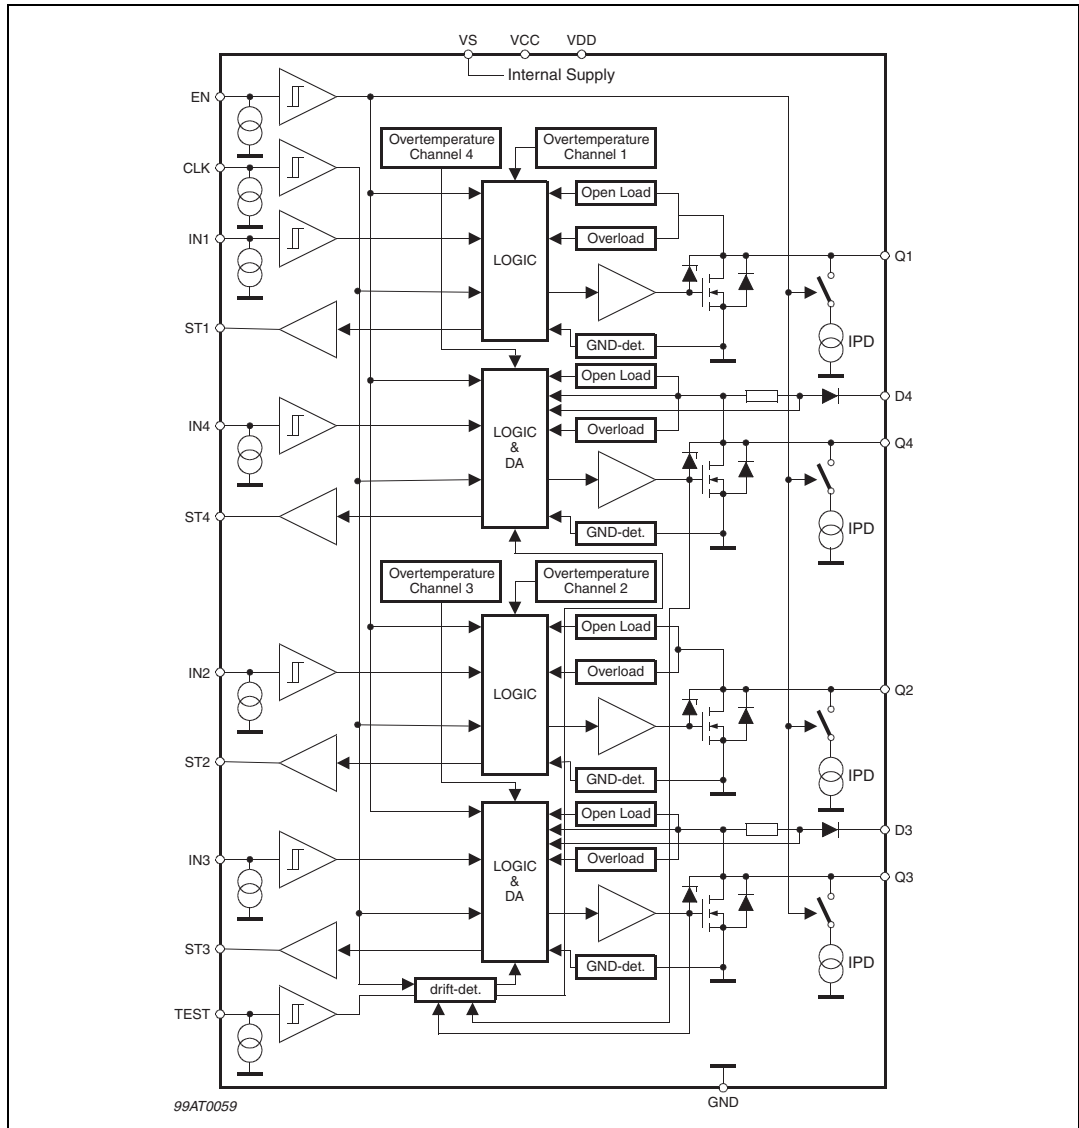 VS VCC VDD
Internal Supply
EN
Overtemperature
Channel 4
Overtemperature
Channel 1
CLK
Open Load
IN1
Overload
LOGIC
Q1
ST1
GND-det.
IPD
Open Load
D4
IN4
Overload
LOGIC
&
DA
Q4
ST4
GND-det.
IPD
Overtemperature
Channel 3
Overtemperature
Channel 2
Open Load
IN2
Overload
LOGIC
Q2
ST2
GND-det.
IPD
Open Load
D3
IN3
Overload
LOGIC
&
DA
Q3
ST3
GND-det.
IPD
drift-det.
TEST
GND
99AT0059